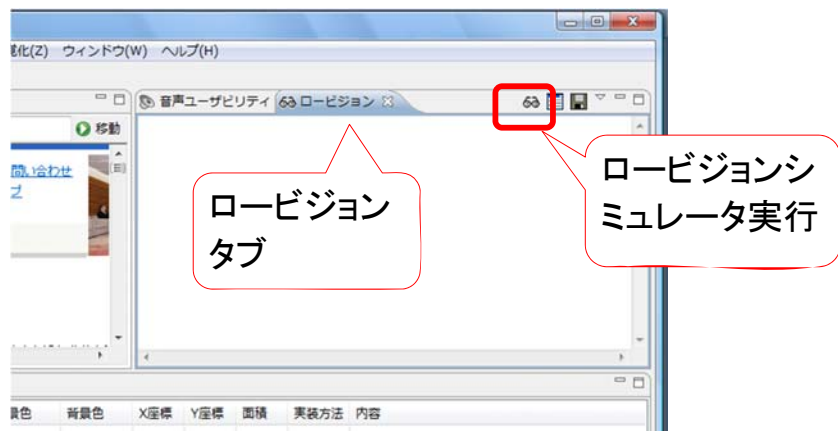 覚化(Z) ウィンドウ(W) ヘルプ(H)
音声ユーザビリティ ロービジョン
移動
問い合わせ
プ
ロービジョン
タブ
ロービジョンシ
ミュレータ実行
景色 背景色 X座標 Y座標 面積 実装方法 内容